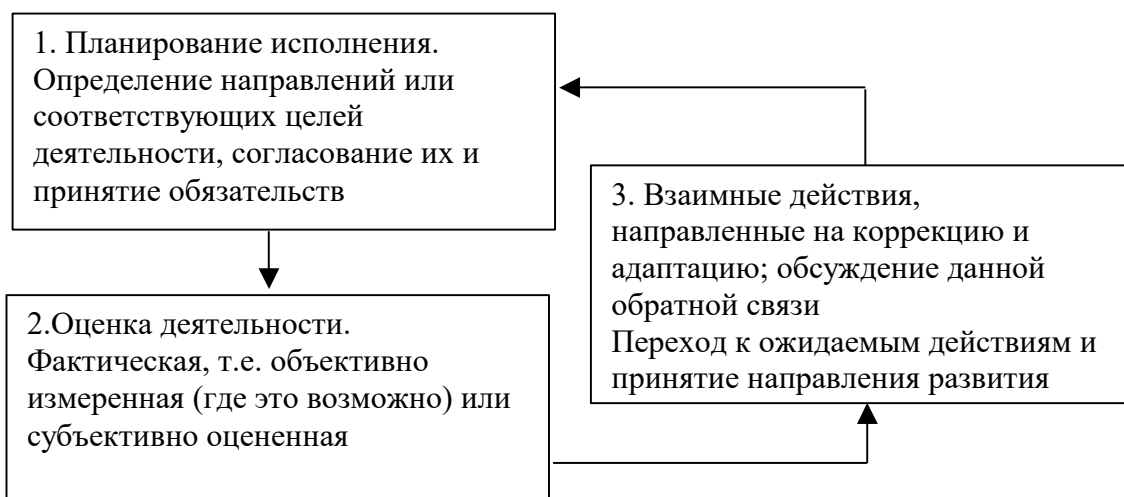 1. Планирование исполнения.
Определение направлений или
соответствующих целей
деятельности, согласование их и
принятие обязательств
2.Оценка деятельности.
Фактическая, т.е. объективно
измеренная (где это возможно) или
субъективно оцененная
3. Взаимные действия,
направленные на коррекцию и
адаптацию; обсуждение данной
обратной связи
Переход к ожидаемым действиям и
принятие направления развития